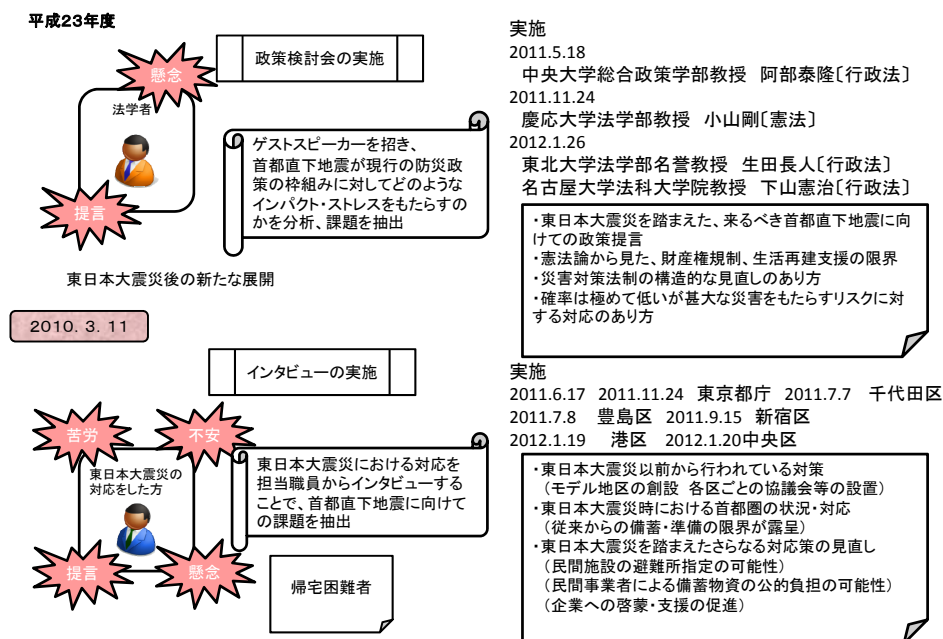 平成23年度
政策検討会の実施
懸念
法学者
提言
ゲストスピーカーを招き、
首都直下地震が現行の防災政
策の枠組みに対してどのような
インパクト・ストレスをもたらすの
かを分析、課題を抽出
実施
2011.5.18
中央大学総合政策学部教授 阿部泰隆〔行政法〕
2011.11.24
慶応大学法学部教授 小山剛〔憲法〕
2012.1.26
東北大学法学部名誉教授 生田長人〔行政法〕
名古屋大学法科大学院教授 下山憲治〔行政法〕
・東日本大震災を踏まえた、来るべき首都直下地震に向
けての政策提言
・憲法論から見た、財産権規制、生活再建支援の限界
・災害対策法制の構造的な見直しのあり方
・確率は極めて低いが甚大な災害をもたらすリスクに対
する対応のあり方
東日本大震災後の新たな展開
2010.3.11
インタビューの実施
苦労
不安
東日本大震災の
対応をした方
提言
懸念
東日本大震災における対応を
担当職員からインタビューする
ことで、首都直下地震に向けて
の課題を抽出
帰宅困難者
実施
2011.6.17 2011.11.24 東京都庁 2011.7.7 千代田区
2011.7.8 豊島区 2011.9.15 新宿区
2012.1.19 港区 2012.1.20中央区
・東日本大震災以前から行われている対策
（モデル地区の創設 各区ごとの協議会等の設置）
・東日本大震災時における首都圏の状況・対応
（従来からの備蓄・準備の限界が露呈）
・東日本大震災を踏まえたさらなる対応策の見直し
（民間施設の避難所指定の可能性）
（民間事業者による備蓄物資の公的負担の可能性）
（企業への啓蒙・支援の促進）